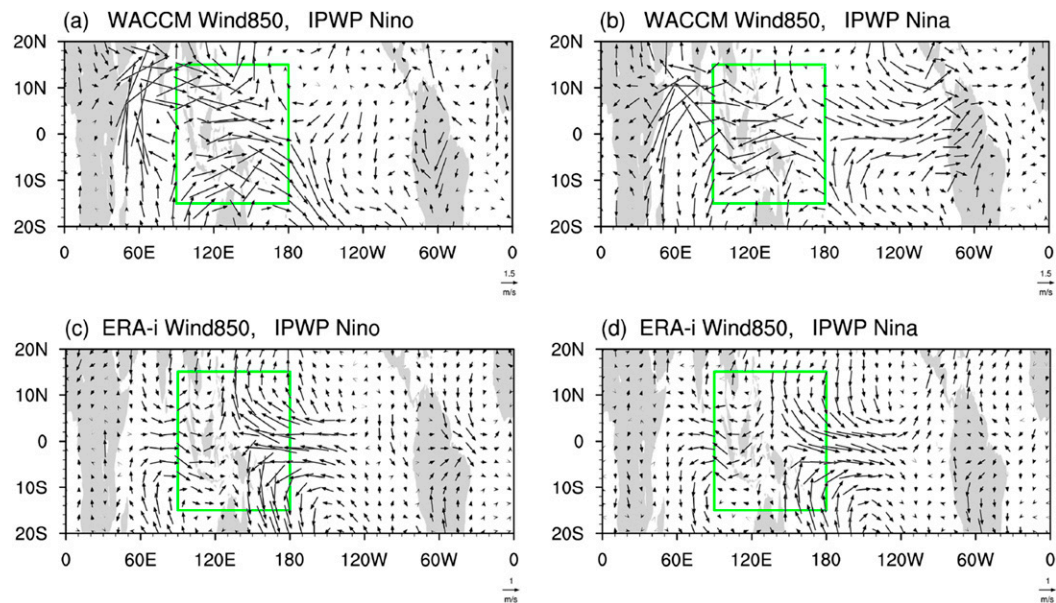 (a) WACCM Wind850, IPWP Nino
20N
10N
0
10S
20S
0 60E 120E 180 120W 60W 0
1.5
m/s
(b) WACCM Wind850, IPWP Nina
20N
10N
0
10S
20S
0 60E 120E 180 120W 60W 0
1.5
m/s
(c) ERA-i Wind850, IPWP Nino
20N
10N
0
10S
20S
0 60E 120E 180 120W 60W 0
1
m/s
(d) ERA-i Wind850, IPWP Nina
20N
10N
0
10S
20S
0 60E 120E 180 120W 60W 0
1
m/s